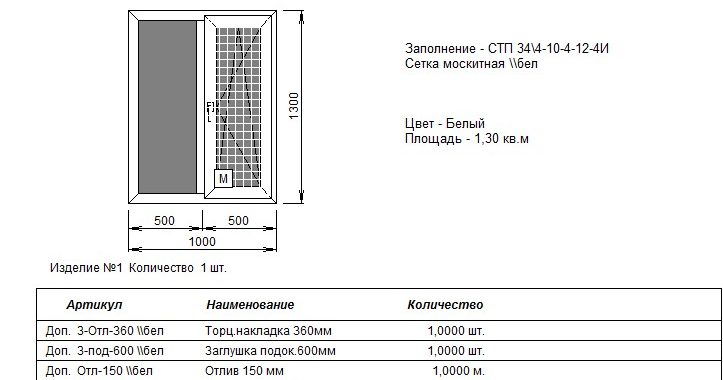 Заполнение - СТП 34\4-10-4-12-4И
Сетка москитная \\бел
1300
Цвет - Белый
Площадь - 1,30 кв.м
М
500 500
1000
Изделие №1 Количество 1 шт.
Артикул Наименование Количество
Доп. 3-Отл-360 \\бел Торц.накладка 360мм 1,0000 шт.
Доп. 3-под-600 \\бел Заглушка подок.600мм 1,0000 шт.
Доп. Отл-150 \\бел Отлив 150 мм 1,0000 м.